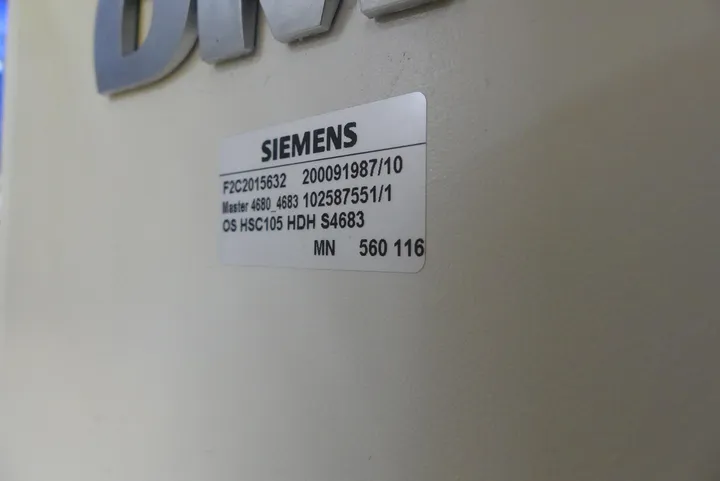 SIEMENS
F2C2015632 200091987/10
Master 4680_4683 102587551/1
OS HSC105 HDH S4683
MN 560 116